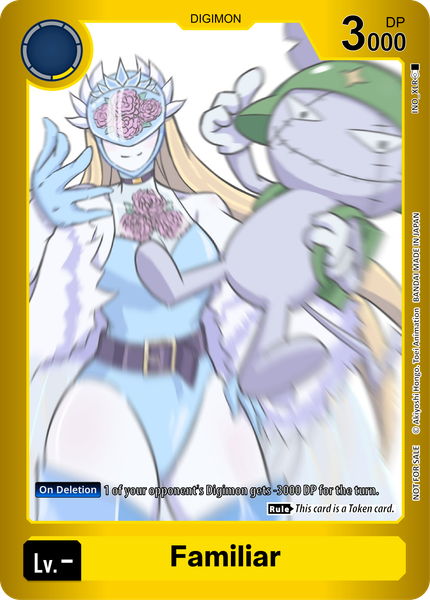 DIGIMON
3000
DP
INO_XLR
NOT FOR SALE © Akiyoshi Hongo, Toei Animation BANDAI MADE IN JAPAN
On Deletion 1 of your opponent's Digimon gets -3000 DP for the turn.
Rule This card is a Token card.
Lv.-
Familiar